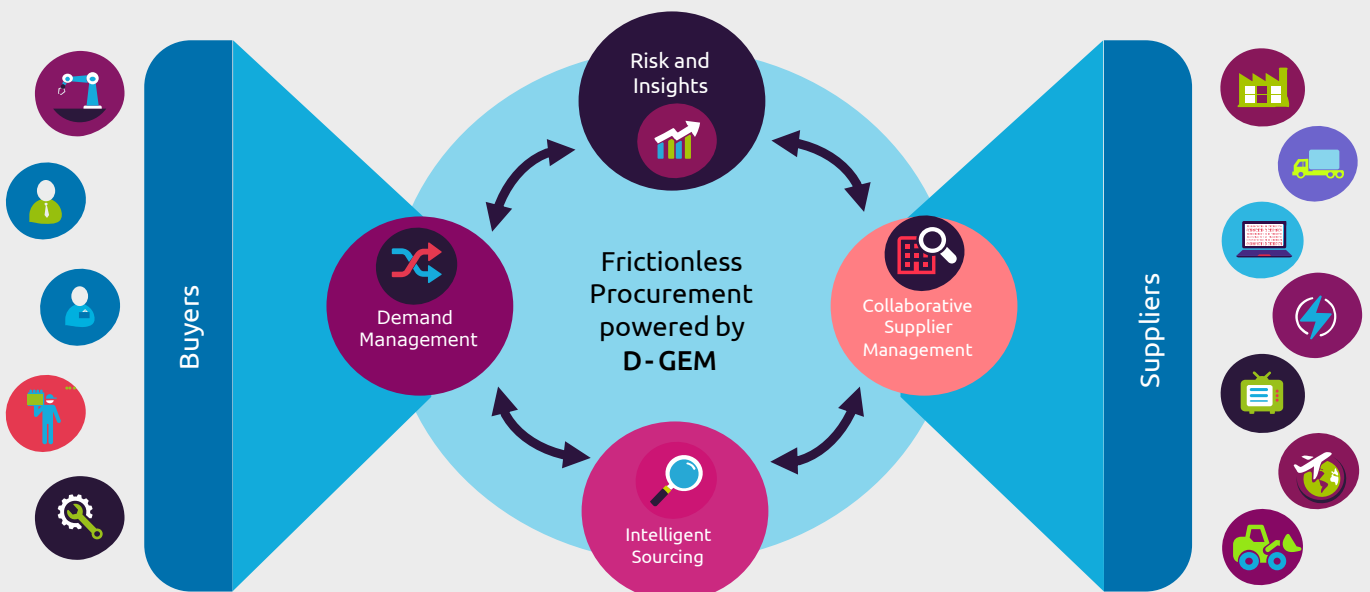 Risk and
Insights
Buyers
Demand
Management
Frictionless
Procurement
powered by
D-GEM
Collaborative
Supplier
Management
Suppliers
Intelligent
Sourcing